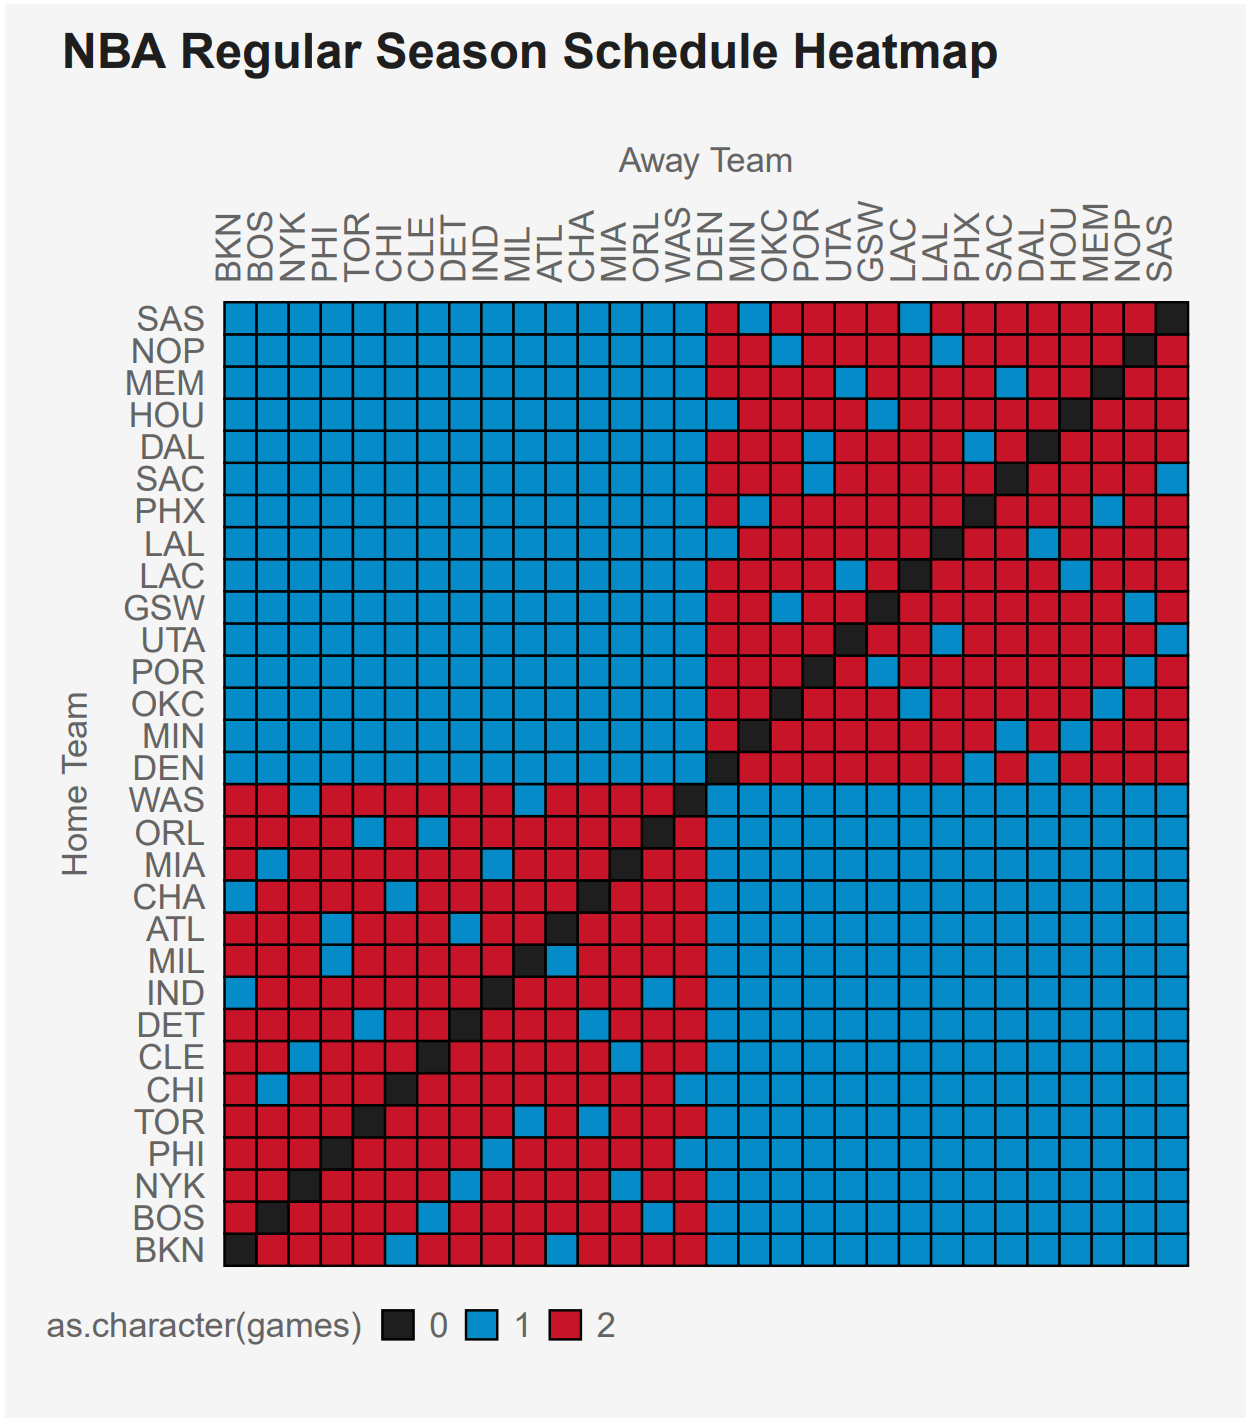 NBA Regular Season Schedule Heatmap
Away Team
BKN BOS NYK PHI TOR CHI CLE DET IND MIL ATL CHA MIA ORL WAS DEN MIN OKC POR UTA GSW LAC LAL PHX SAC DAL HOU MEM NOP SAS
Home Team
SAS
NOP
MEM
HOU
DAL
SAC
PHX
LAL
LAC
GSW
UTA
POR
OKC
MIN
DEN
WAS
ORL
MIA
CHA
ATL
MIL
IND
DET
CLE
CHI
TOR
PHI
NYK
BOS
BKN
as.character(games) 0 1 2